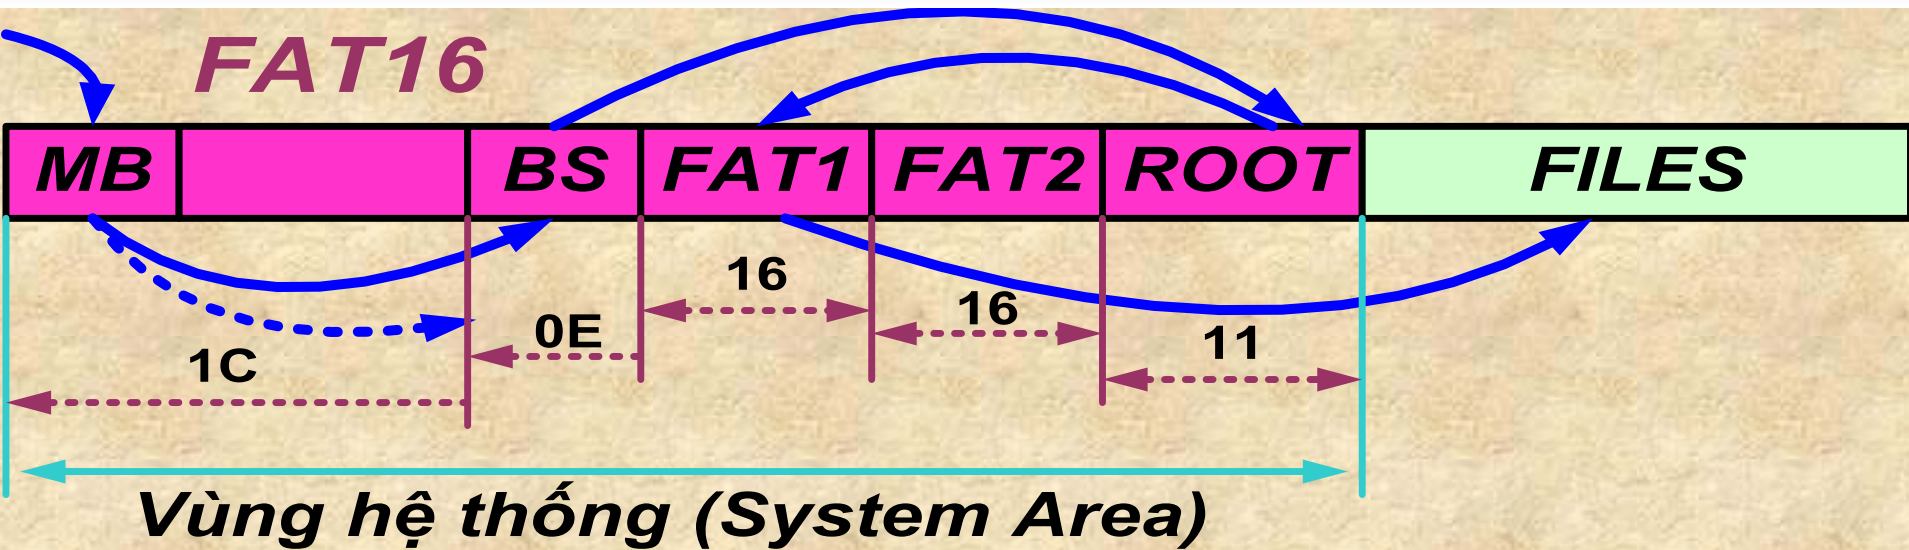 FAT16
MB BS FAT1 FAT2 ROOT FILES
16
16
0E
11
1C
Vùng hệ thống (System Area)